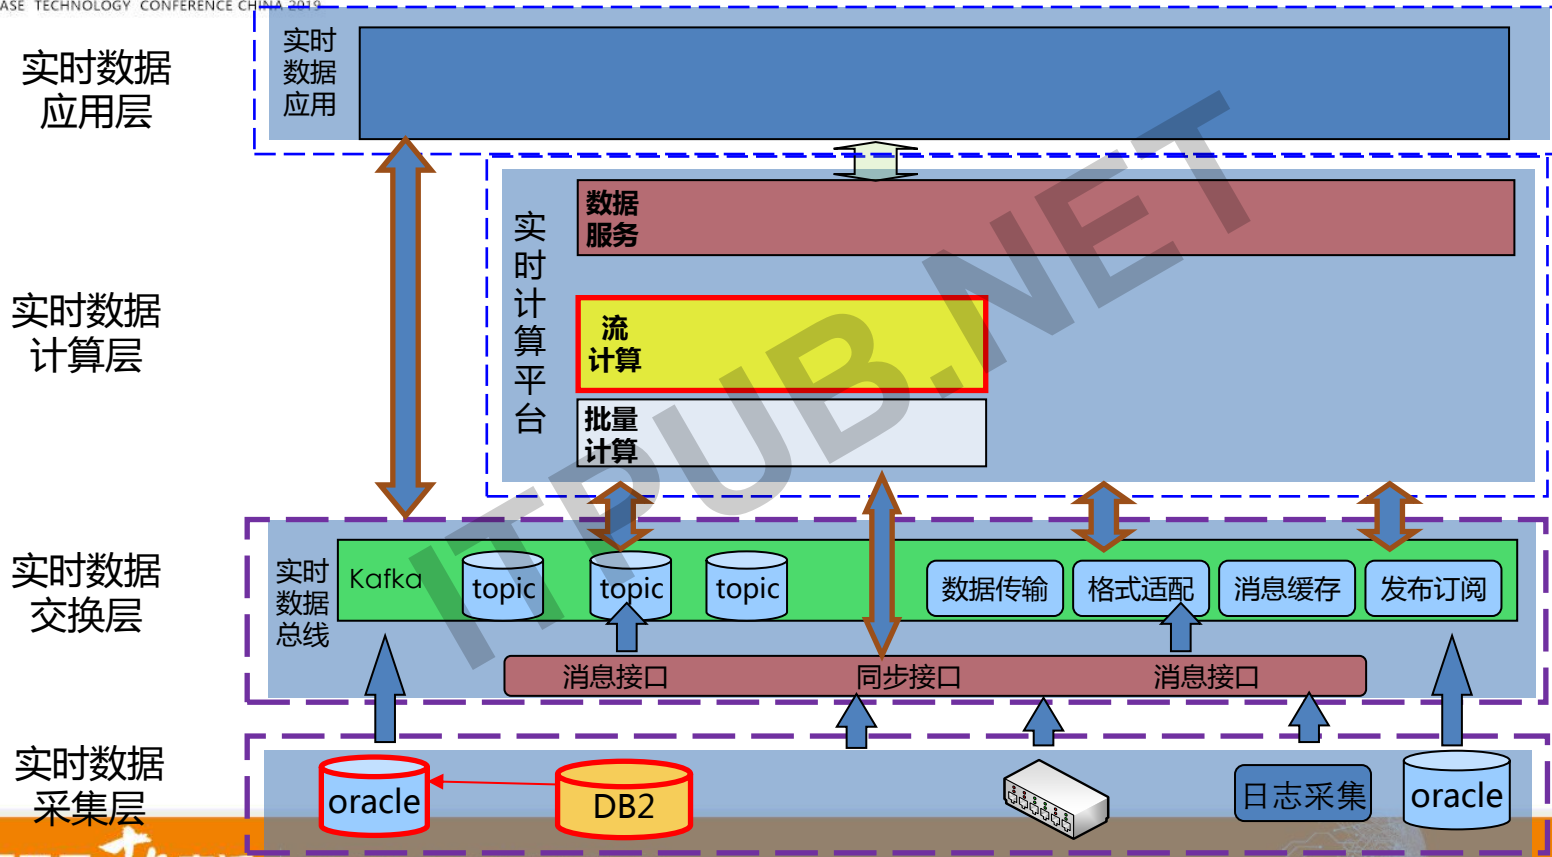 ASE TECHNOLOGY CONFERENCE CHINA 2019
实时数据
应用层
实时
数据
应用
实时数据
计算层
实
时
计
算
平
台
数据
服务
流
计算
批量
计算
ITPUB.NET
实时数据
交换层
实时
数据
总线
Kafka
topic
topic
topic
数据传输
格式适配
消息缓存
发布订阅
消息接口
同步接口
消息接口
实时数据
采集层
oracle
DB2
日志采集
oracle